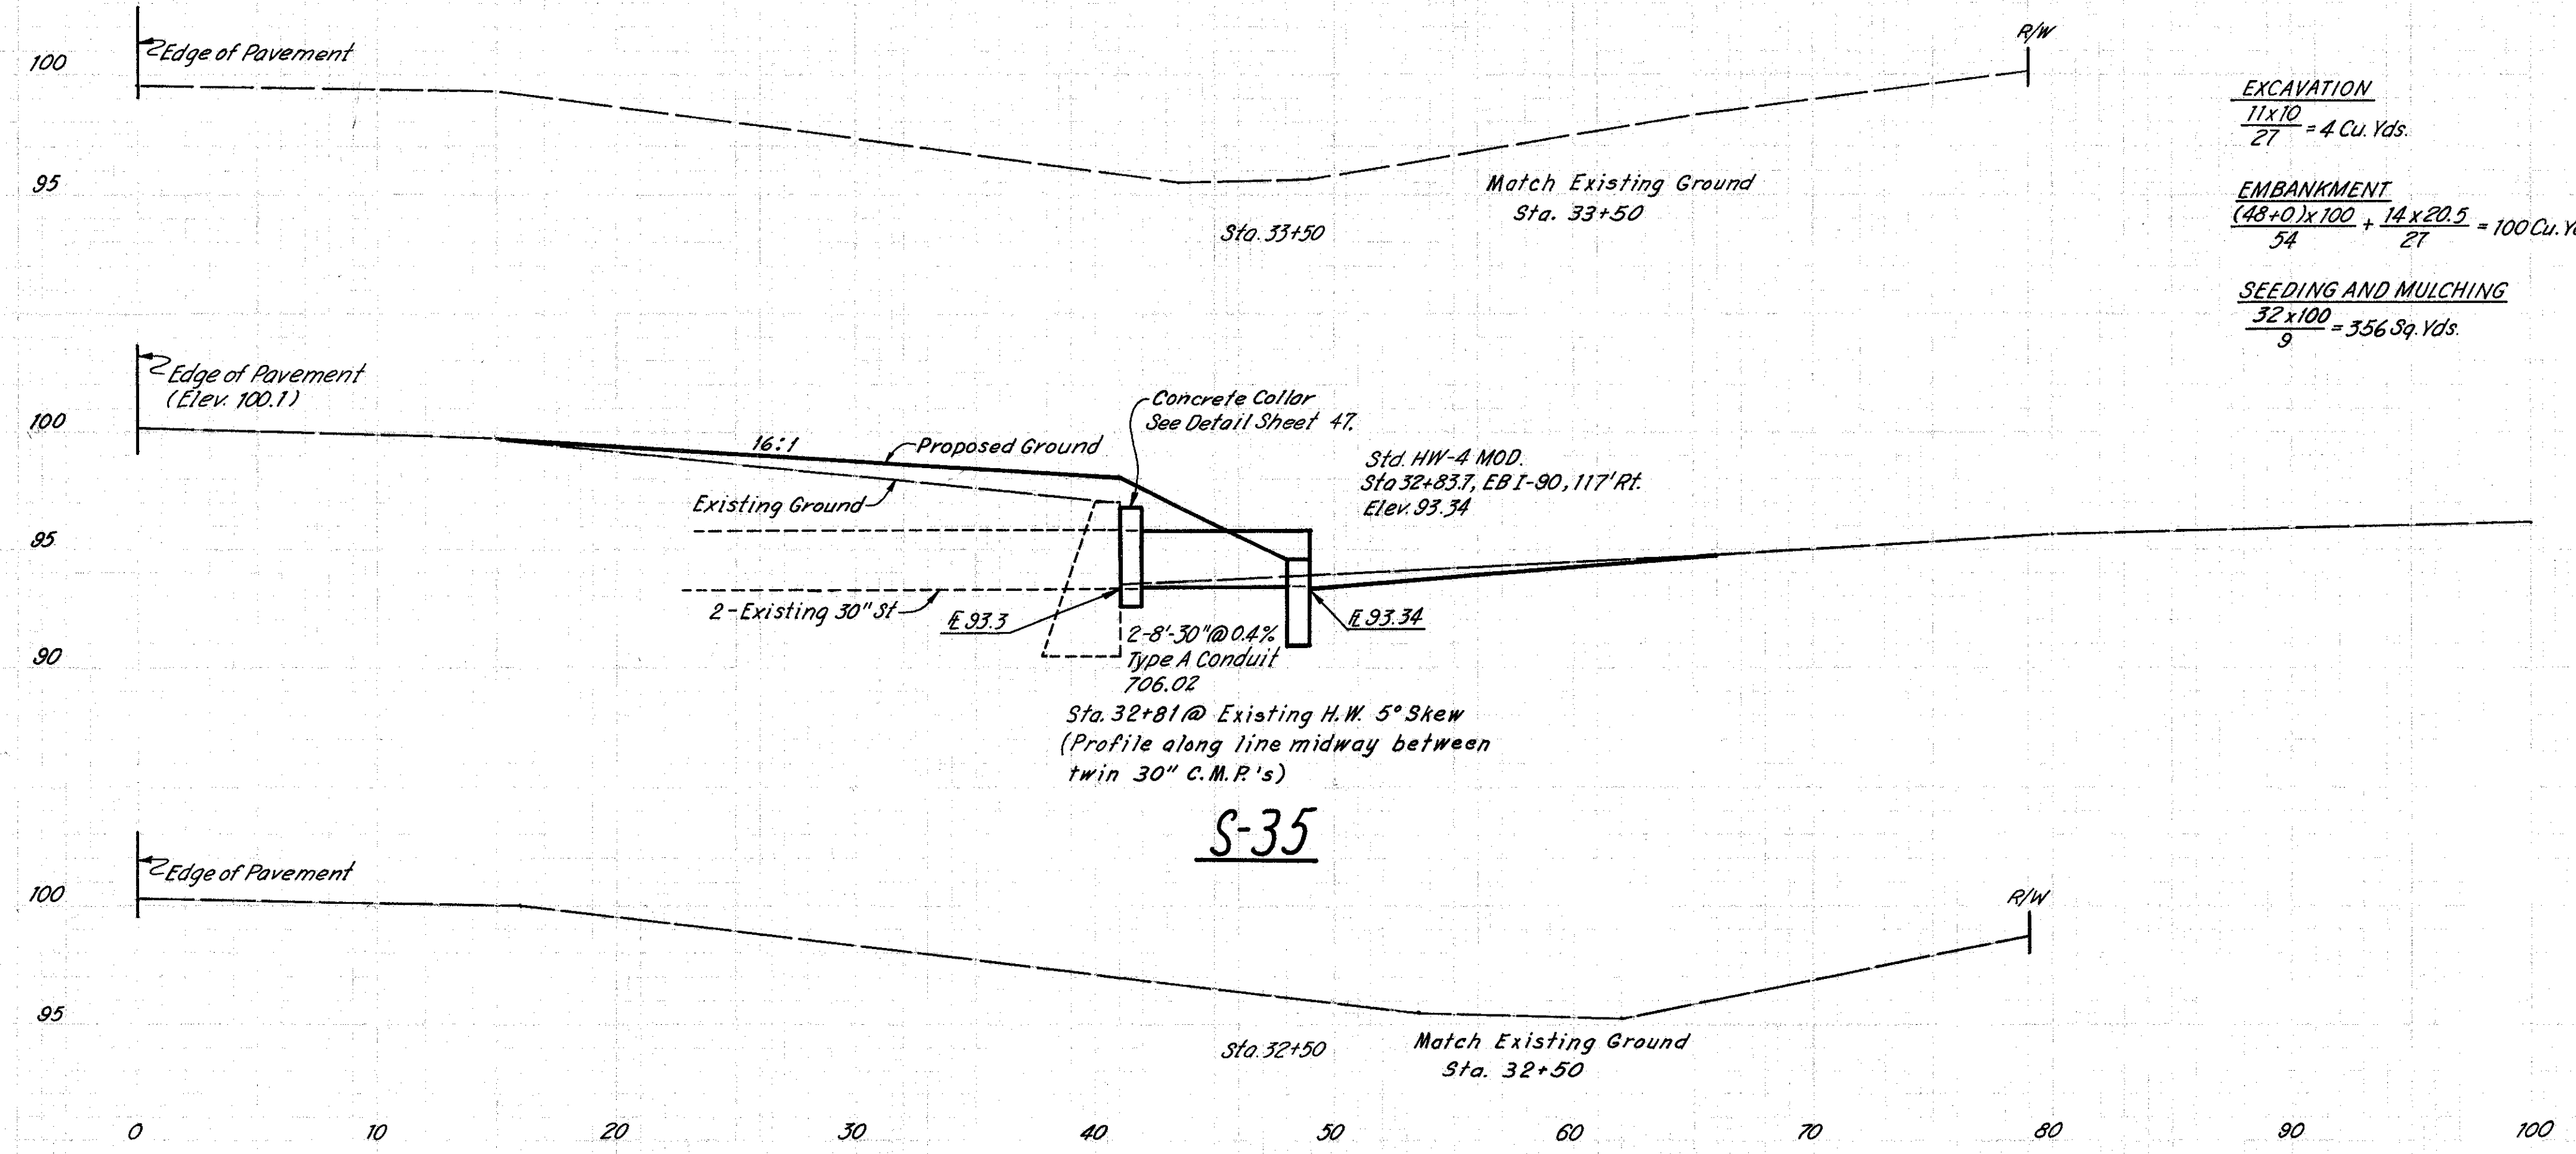 Edge of Pavement
R/W
100
95
Match Existing Ground
Sta. 33+50
Sta. 33+50
EXCAVATION
11x10
27
= 4 Cu. Yds.
EMBANKMENT
(48+0)x100
54
+
14x20.5
27
= 100 Cu. Yd
SEEDING AND MULCHING
32x100
9
= 356 Sq. Yds.
Edge of Pavement
(Elev. 100.1)
100
95
90
16:1
Proposed Ground
Existing Ground
Concrete Collar
See Detail Sheet 47.
Std. HW-4 MOD.
Sta 32+83.7, EB I-90, 117' Rt.
Elev. 93.34
2-Existing 30" St
FL 93.3
FL 93.34
2-8'-30"@0.4%
Type A Conduit
706.02
Sta. 32+81 @ Existing H.W. 5° Skew
(Profile along line midway between
twin 30" C.M.P.'s)
S-35
Edge of Pavement
R/W
100
95
Sta. 32+50
Match Existing Ground
Sta. 32+50
0 10 20 30 40 50 60 70 80 90 100